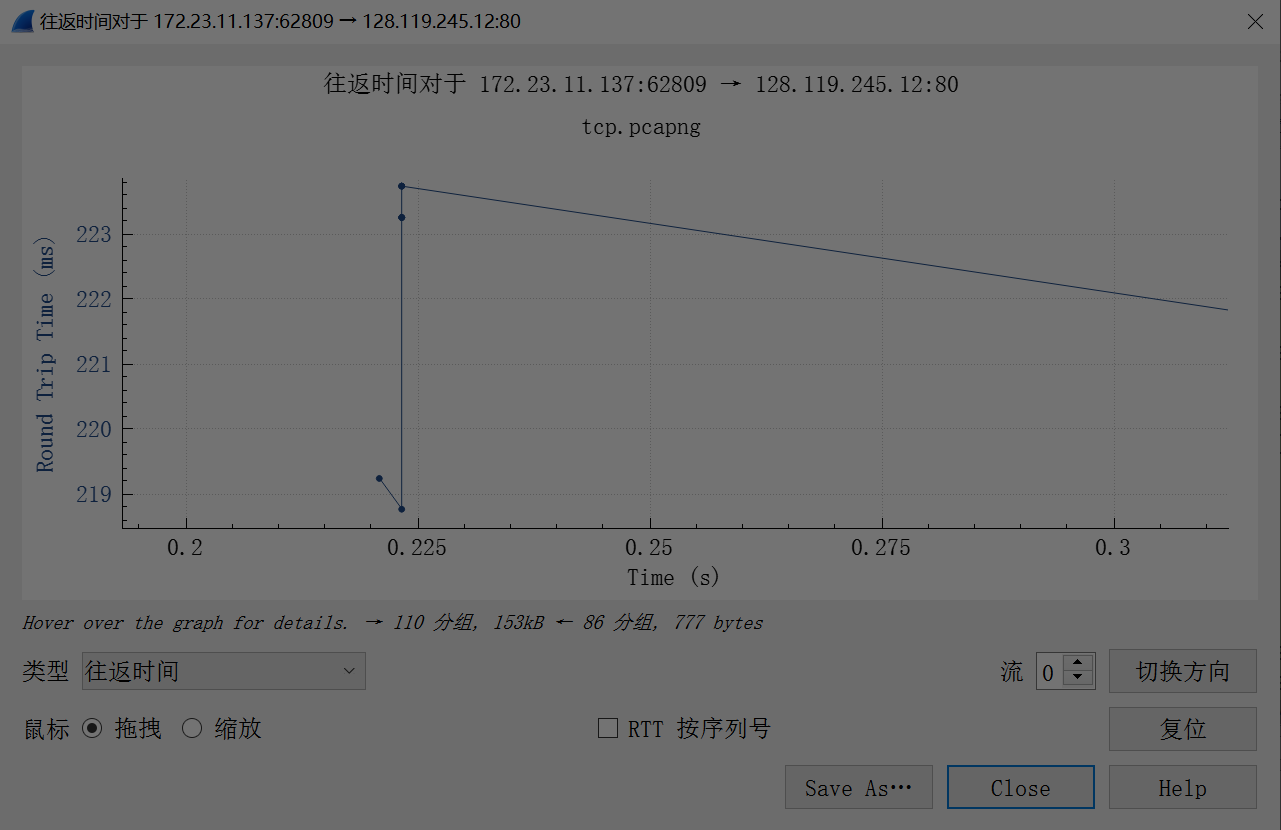 往返时间对于 172.23.11.137:62809 → 128.119.245.12:80
往返时间对于 172.23.11.137:62809 → 128.119.245.12:80
tcp.pcapng
Round Trip Time (ms)
223
222
221
220
219
0.2 0.225 0.25 0.275 0.3
Time (s)
Hover over the graph for details. → 110 分组, 153kB ← 86 分组, 777 bytes
类型 往返时间 流 0 切换方向
鼠标 拖拽 缩放 RTT 按序列号 复位
Save As… Close Help